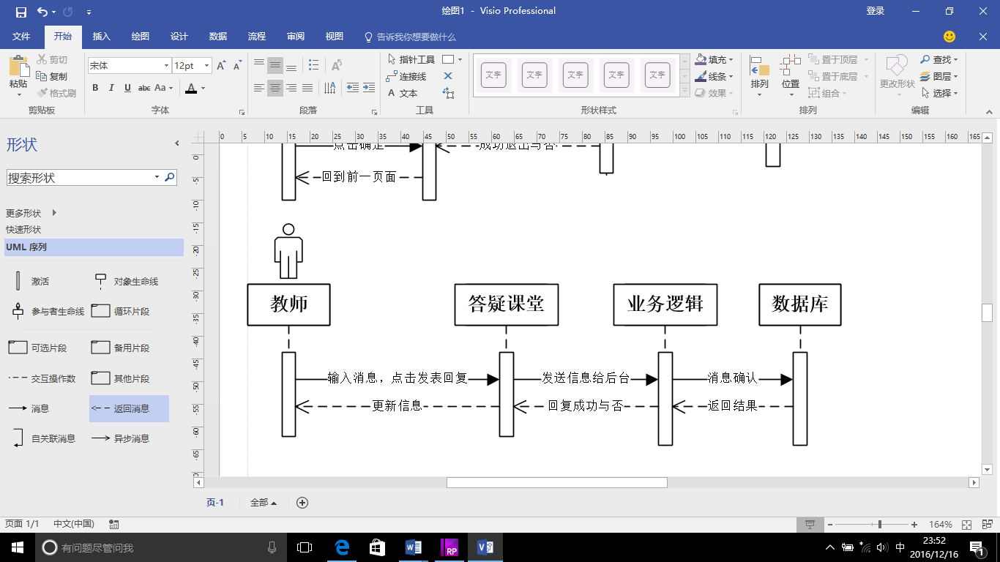 绘图1 - Visio Professional
登录
文件 开始 插入 绘图 设计 数据 流程 审阅 视图 告诉我你想要做什么
粘贴 剪切 复制 格式刷
剪贴板
宋体 12pt
B I U abc Aa A
字体
段落
指针工具
连接线
A 文本
工具
文字 文字 文字 文字 文字
形状样式
填充
线条
效果
排列 位置
置于顶层
置于底层
组合
排列
更改形状
查找
图层
选择
编辑
形状
搜索形状
更多形状
快速形状
UML 序列
激活 对象生命线
参与者生命线 循环片段
可选片段 备用片段
交互操作数 其他片段
消息 返回消息
自关联消息 异步消息
0 5 10 15 20 25 30 35 40 45 50 55 60 65 70 75 80 85 90 95 100 105 110 115 120 125 130 135 140 145 150 155 160 165
0
-5
-10
-15
-20
-25
-30
-35
-40
-45
-50
-55
-60
-65
点击确定 成功退出与否
回到前一页面
教师 答疑课堂 业务逻辑 数据库
输入消息，点击发表回复 发送信息给后台 消息确认
更新信息 回复成功与否 返回结果
页-1 全部
页面 1/1 中文(中国)
164%
有问题尽管问我
RP
中
23:52
2016/12/16
1